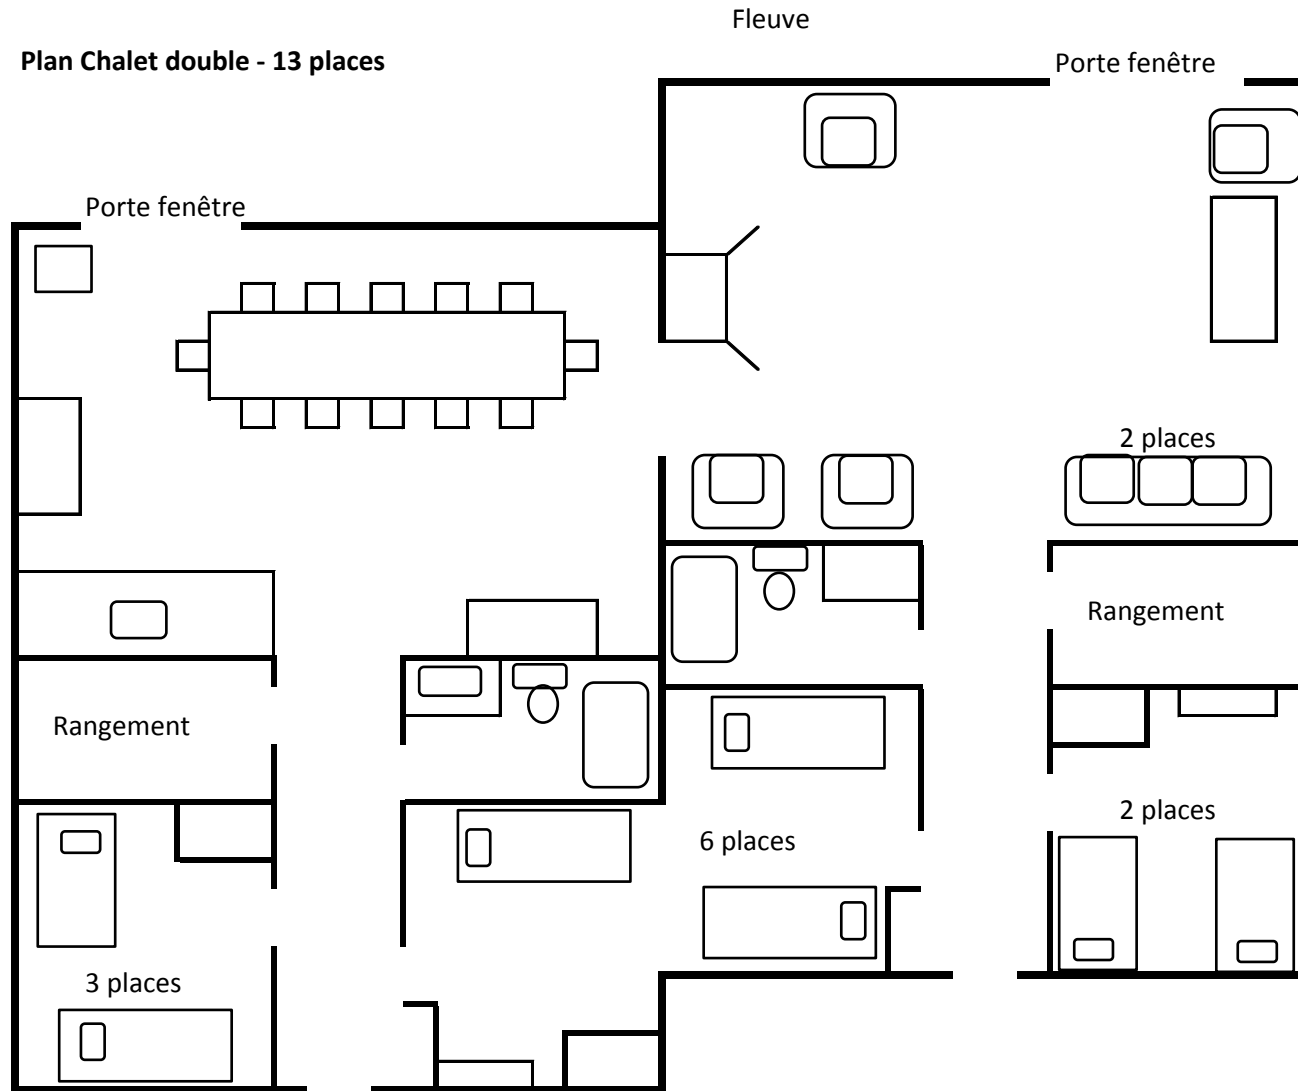 Fleuve
Plan Chalet double - 13 places
Porte fenêtre
Porte fenêtre
2 places
Rangement
Rangement
2 places
6 places
3 places